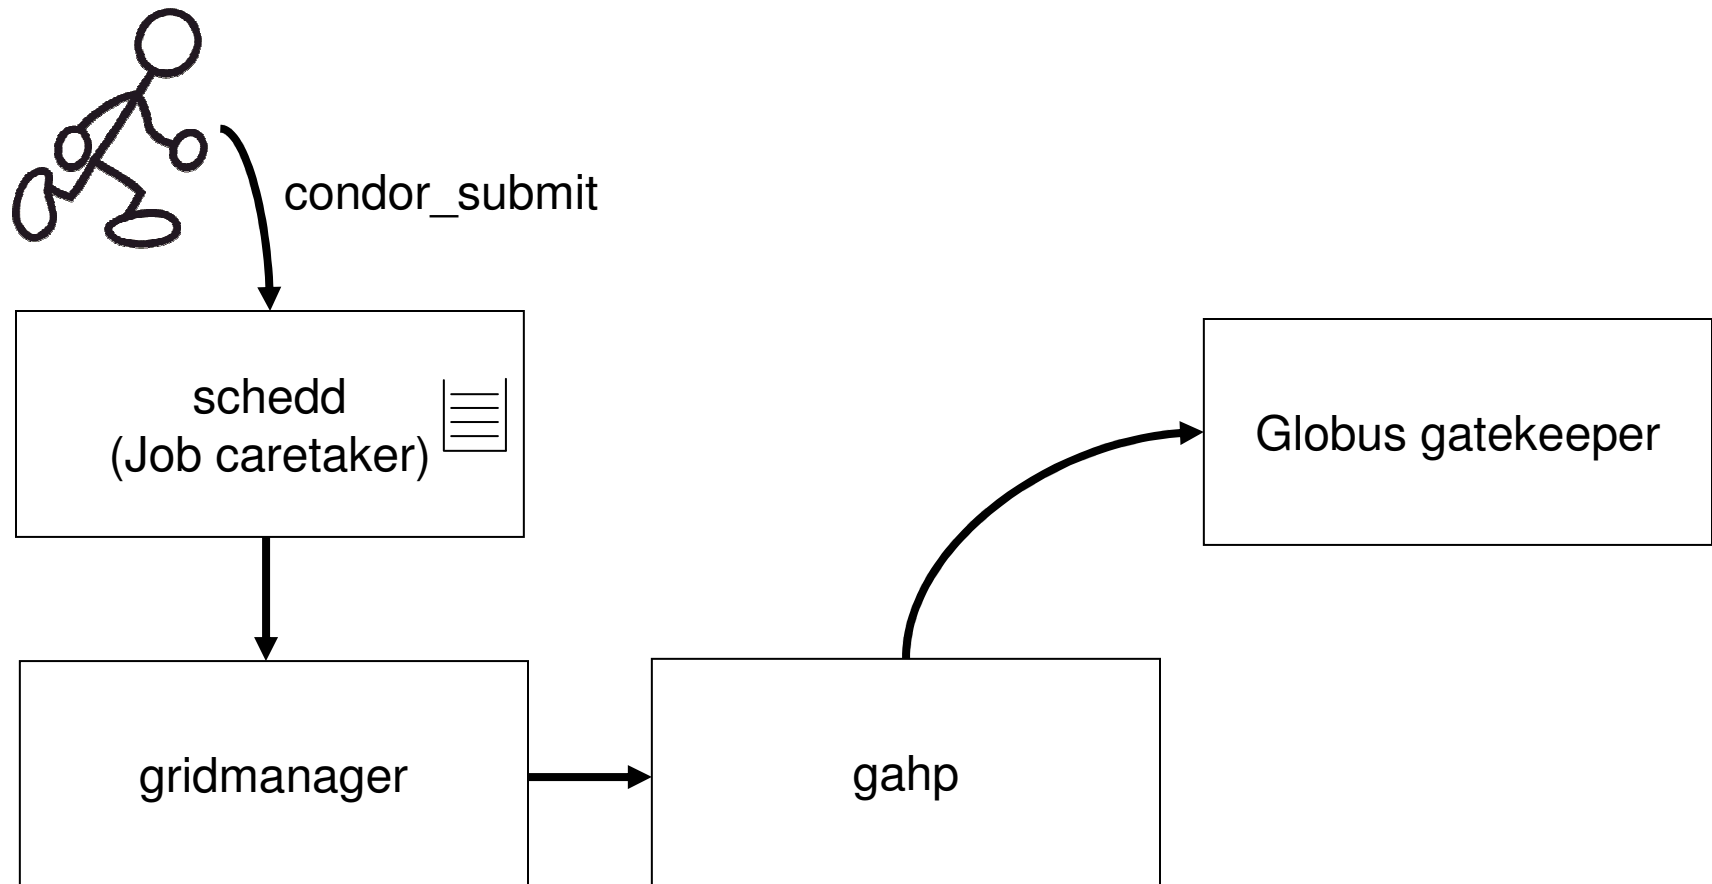 condor_submit
schedd
(Job caretaker)
Globus gatekeeper
gridmanager
gahp